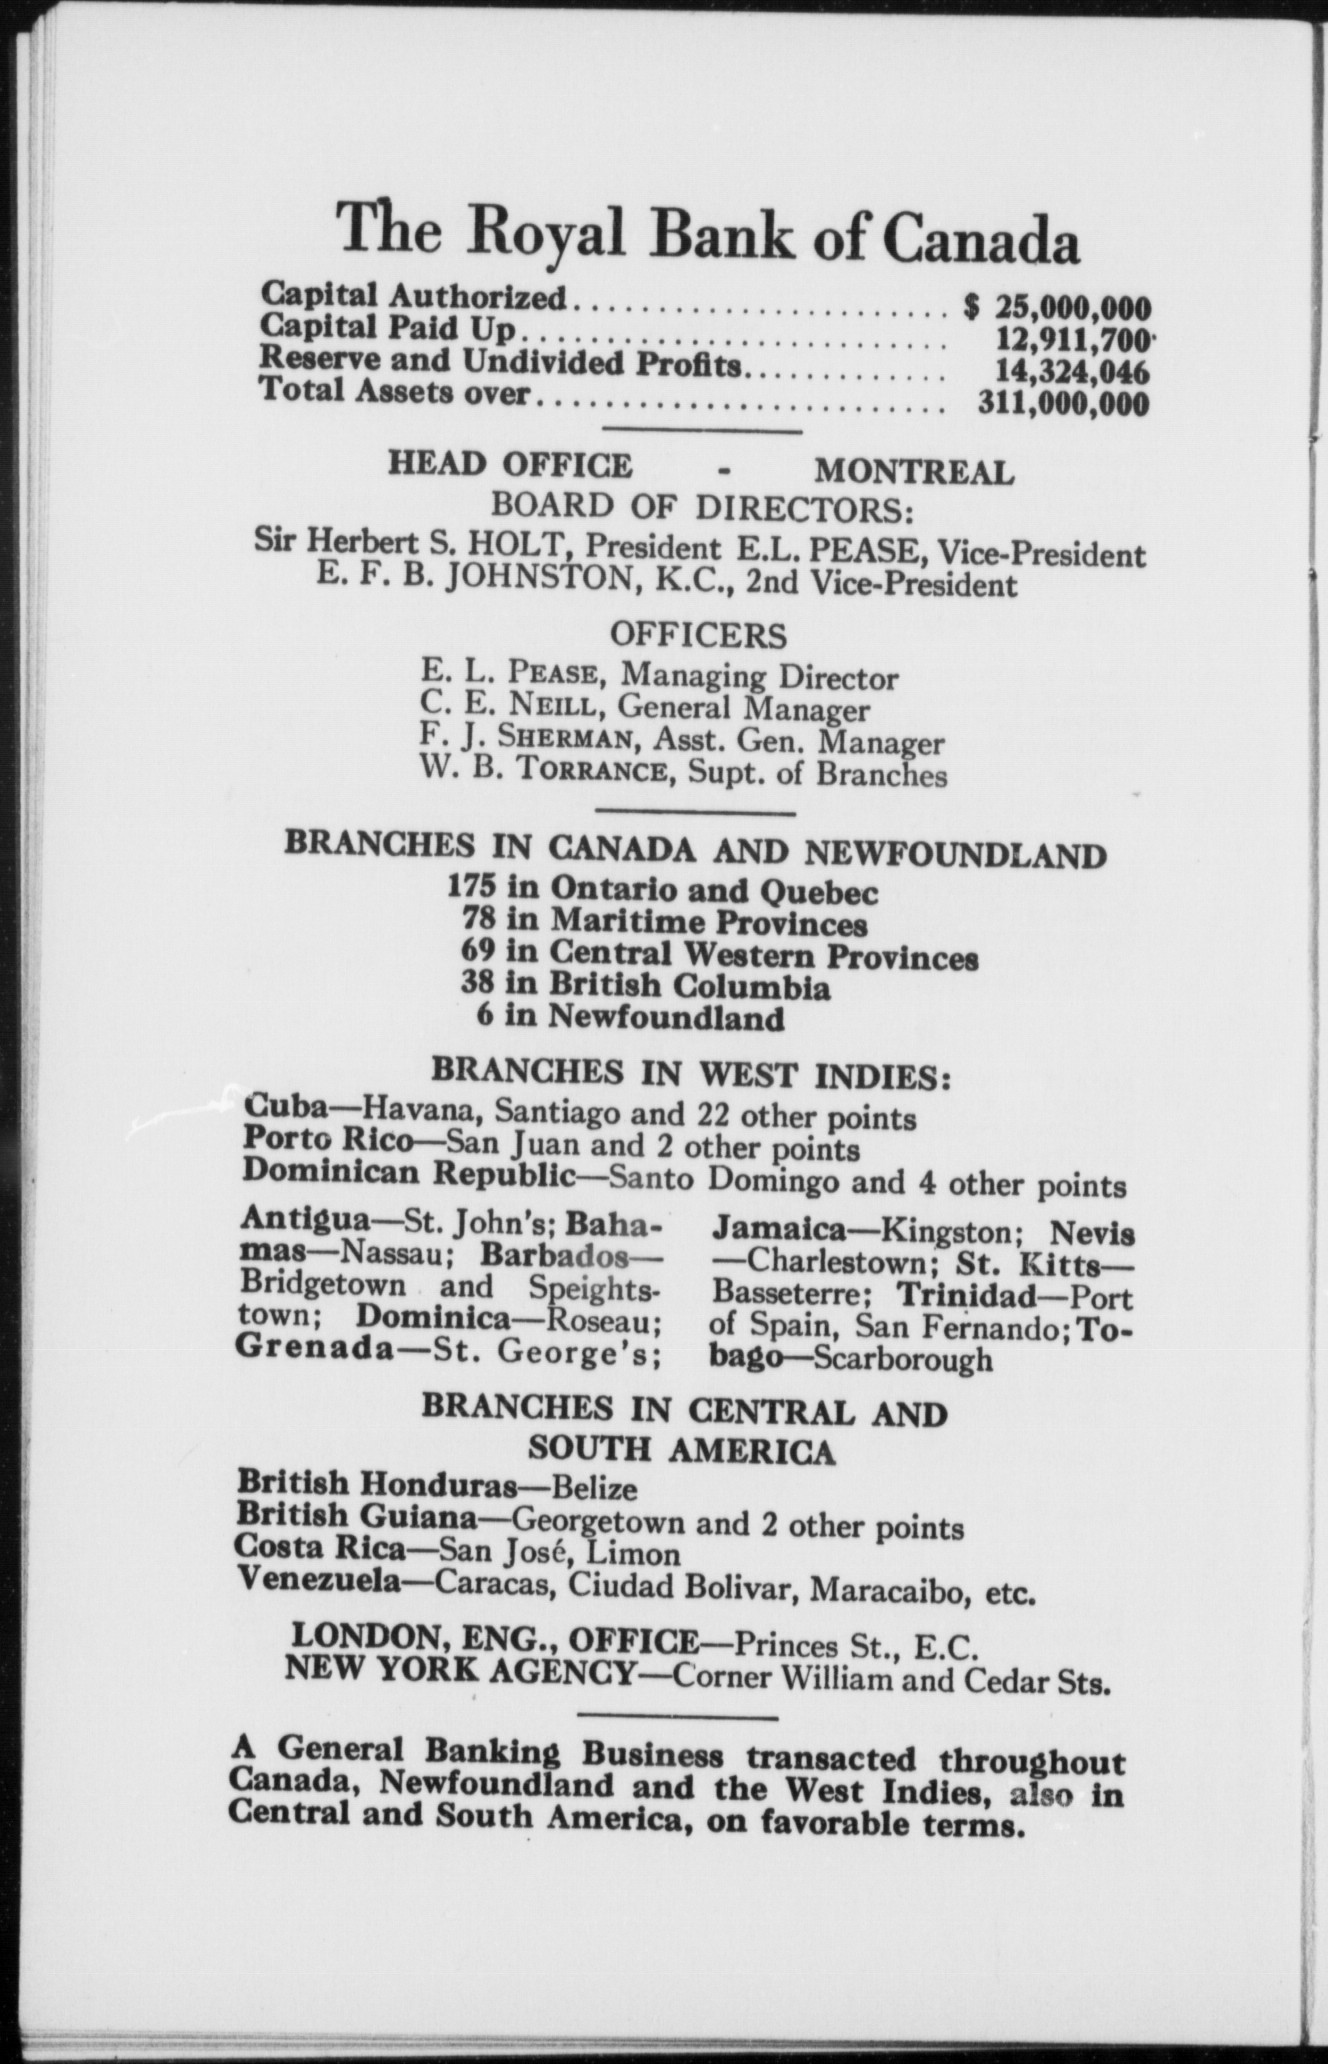 The Royal Bank of Canada
Capital Authorized........................ $ 25,000,000
Capital Paid Up........................... 12,911,700
Reserve and Undivided Profits............. 14,324,046
Total Assets over......................... 311,000,000
HEAD OFFICE - MONTREAL
BOARD OF DIRECTORS:
Sir Herbert S. HOLT, President E.L. PEASE, Vice-President
E. F. B. JOHNSTON, K.C., 2nd Vice-President
OFFICERS
E. L. PEASE, Managing Director
C. E. NEILL, General Manager
F. J. SHERMAN, Asst. Gen. Manager
W. B. TORRANCE, Supt. of Branches
BRANCHES IN CANADA AND NEWFOUNDLAND
175 in Ontario and Quebec
78 in Maritime Provinces
69 in Central Western Provinces
38 in British Columbia
6 in Newfoundland
BRANCHES IN WEST INDIES:
Cuba—Havana, Santiago and 22 other points
Porto Rico—San Juan and 2 other points
Dominican Republic—Santo Domingo and 4 other points
Antigua—St. John's; Baha-
mas—Nassau; Barbados—
Bridgetown and Speights-
town; Dominica—Roseau;
Grenada—St. George's;
Jamaica—Kingston; Nevis
—Charlestown; St. Kitts—
Basseterre; Trinidad—Port
of Spain, San Fernando; To-
bago—Scarborough
BRANCHES IN CENTRAL AND
SOUTH AMERICA
British Honduras—Belize
British Guiana—Georgetown and 2 other points
Costa Rica—San José, Limon
Venezuela—Caracas, Ciudad Bolivar, Maracaibo, etc.
LONDON, ENG., OFFICE—Princes St., E.C.
NEW YORK AGENCY—Corner William and Cedar Sts.
A General Banking Business transacted throughout
Canada, Newfoundland and the West Indies, also in
Central and South America, on favorable terms.